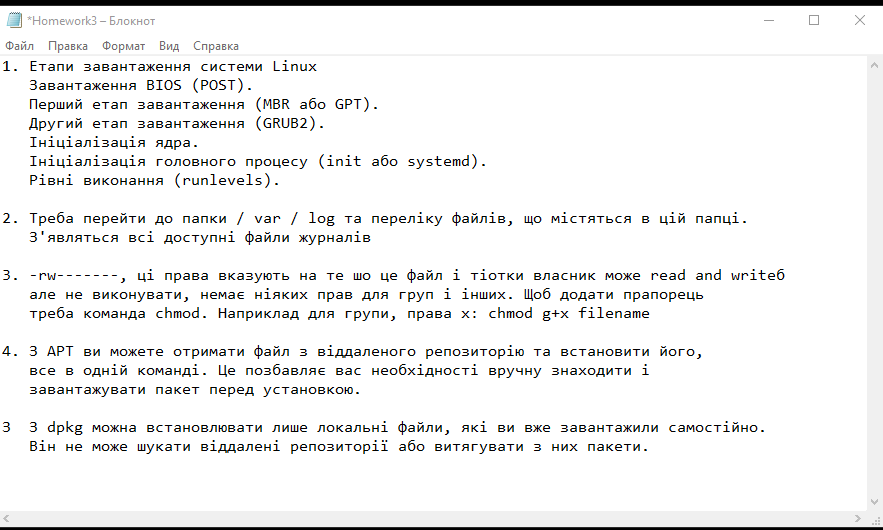 *Homework3 – Блокнот
Файл Правка Формат Вид Справка
1. Етапи завантаження системи Linux
Завантаження BIOS (POST).
Перший етап завантаження (MBR або GPT).
Другий етап завантаження (GRUB2).
Ініціалізація ядра.
Ініціалізація головного процесу (init або systemd).
Рівні виконання (runlevels).
2. Треба перейти до папки / var / log та переліку файлів, що містяться в цій папці.
З'являться всі доступні файли журналів
3. -rw-------, ці права вказують на те шо це файл і тіотки власник може read and writeб
але не виконувати, немає ніяких прав для груп і інших. Щоб додати прапорець
треба команда chmod. Наприклад для групи, права x: chmod g+x filename
4. З APT ви можете отримати файл з віддаленого репозиторію та встановити його,
все в одній команді. Це позбавляє вас необхідності вручну знаходити і
завантажувати пакет перед установкою.
З З dpkg можна встановлювати лише локальні файли, які ви вже завантажили самостійно.
Він не може шукати віддалені репозиторії або витягувати з них пакети.